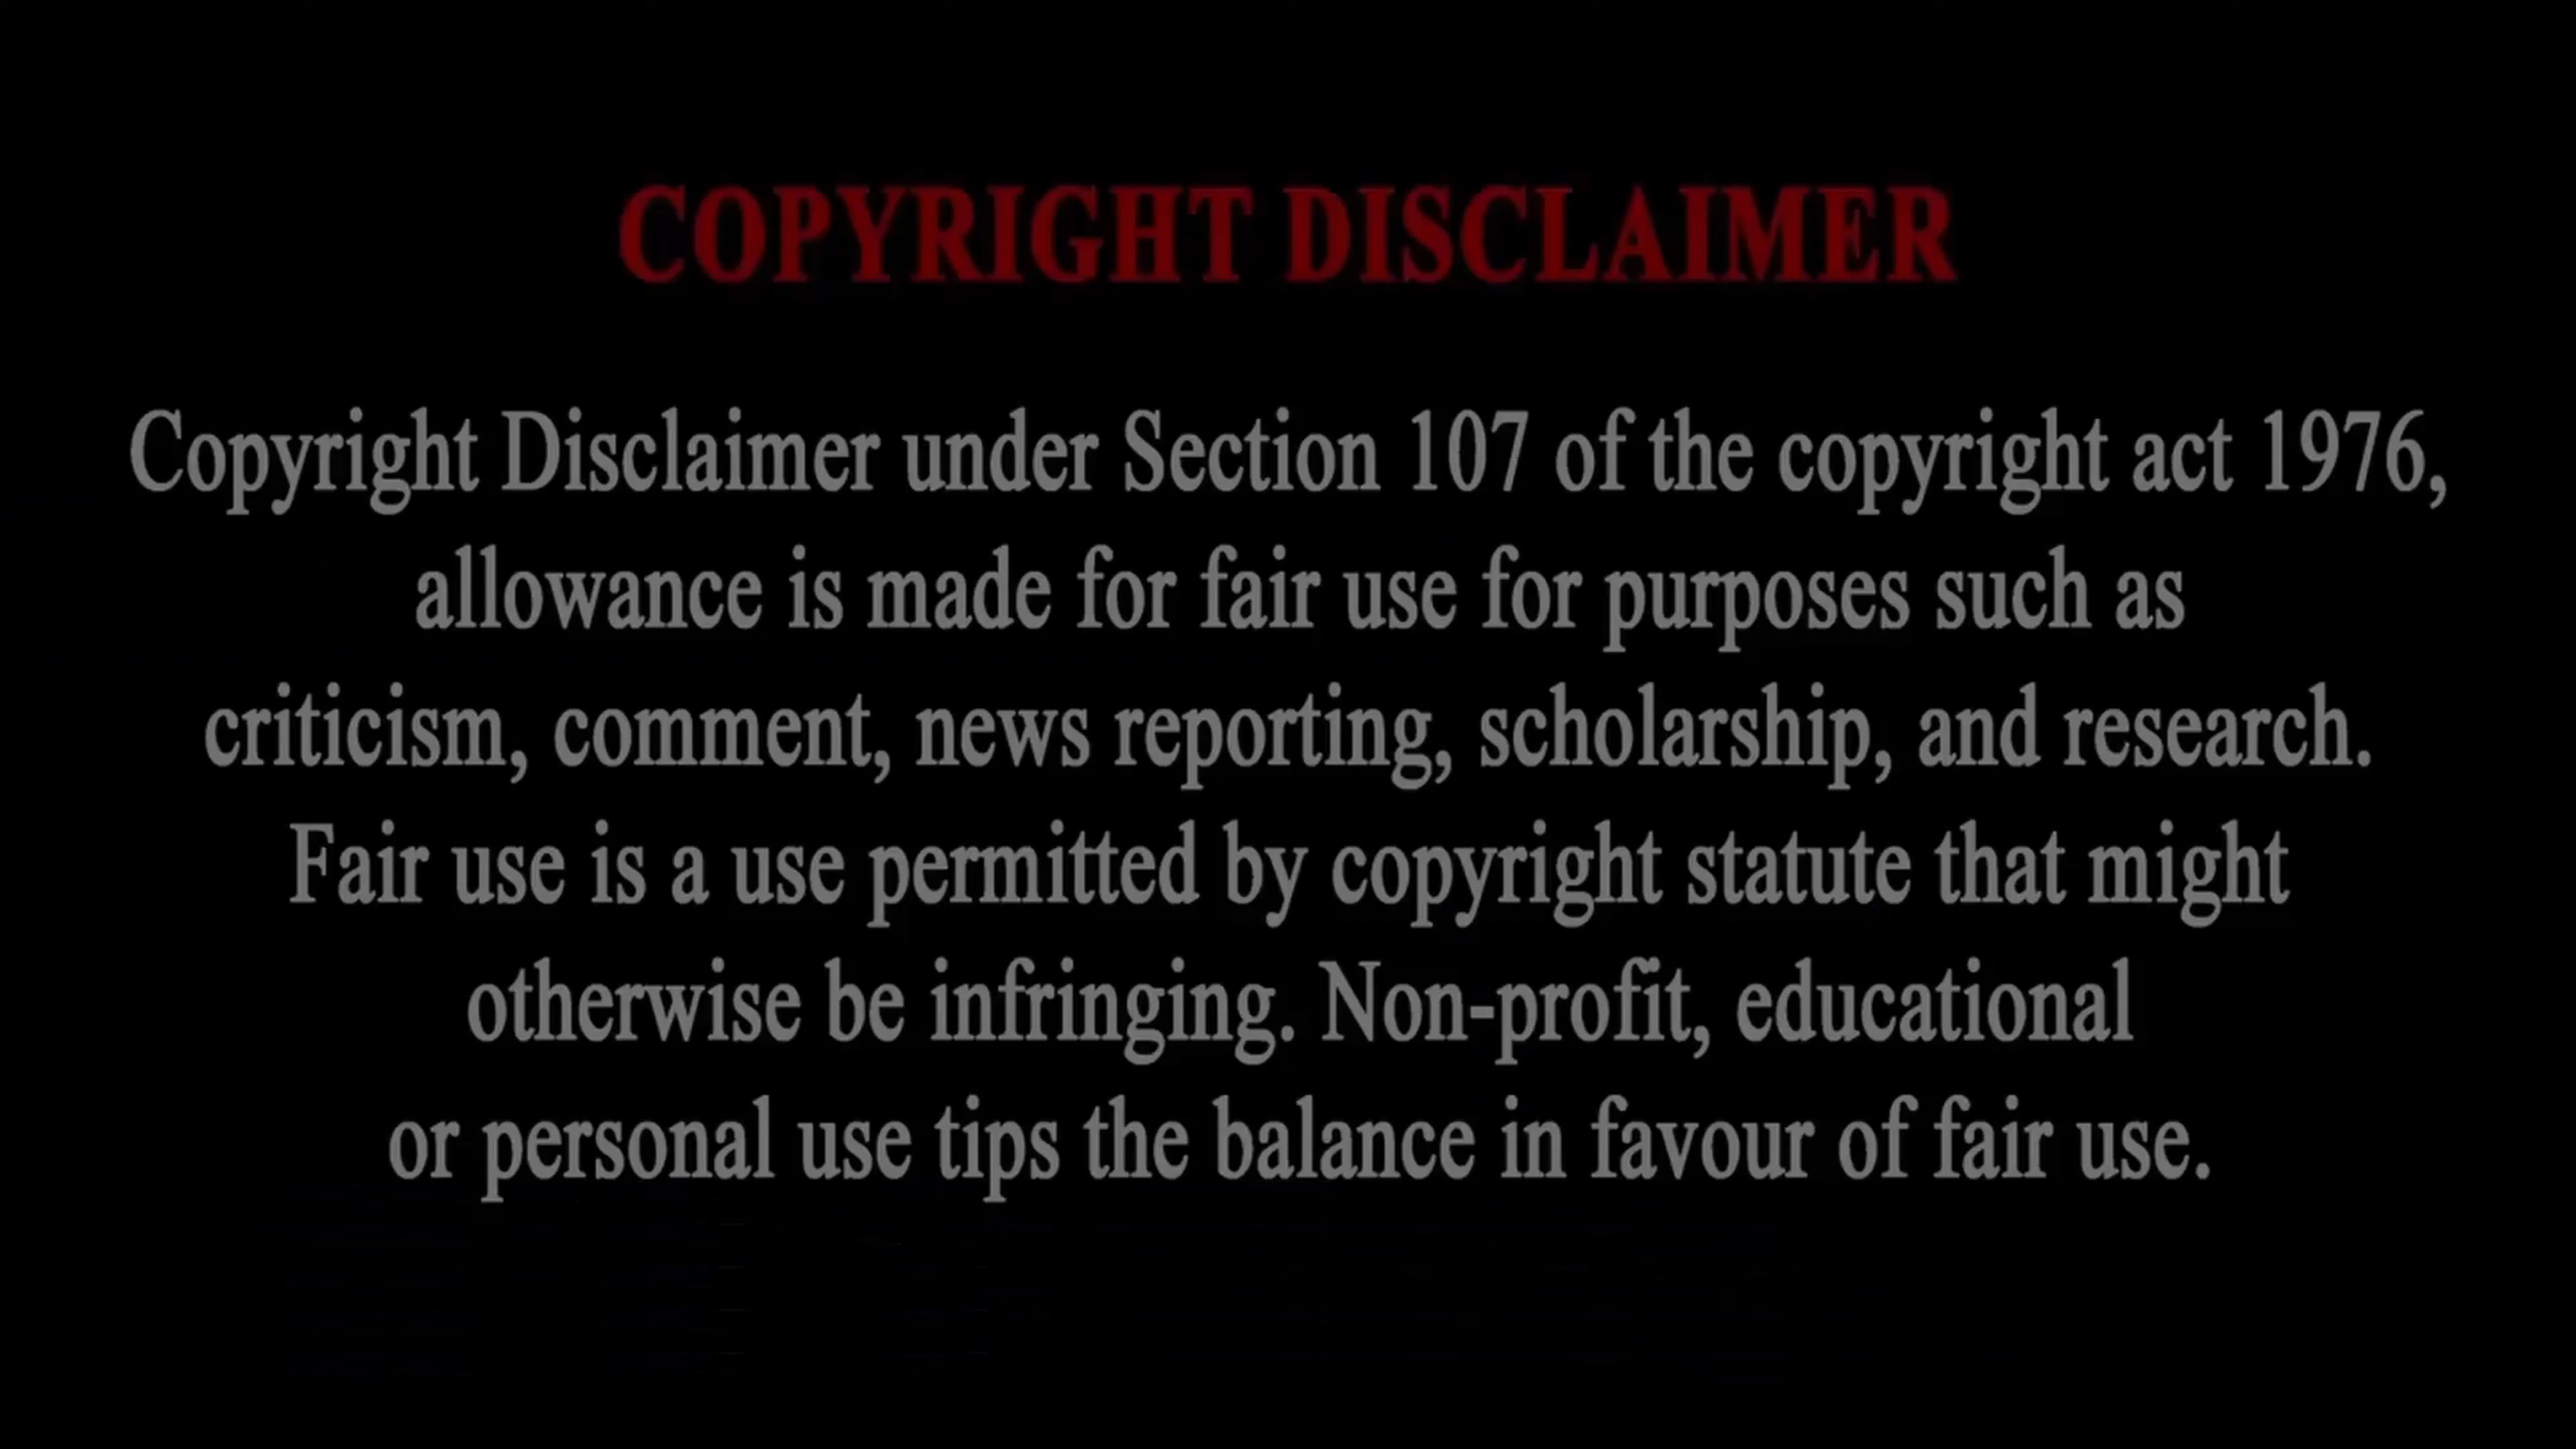 COPYRIGHT DISCLAIMER
Copyright Disclaimer under Section 107 of the copyright act 1976,
allowance is made for fair use for purposes such as
criticism, comment, news reporting, scholarship, and research.
Fair use is a use permitted by copyright statute that might
otherwise be infringing. Non-profit, educational
or personal use tips the balance in favour of fair use.